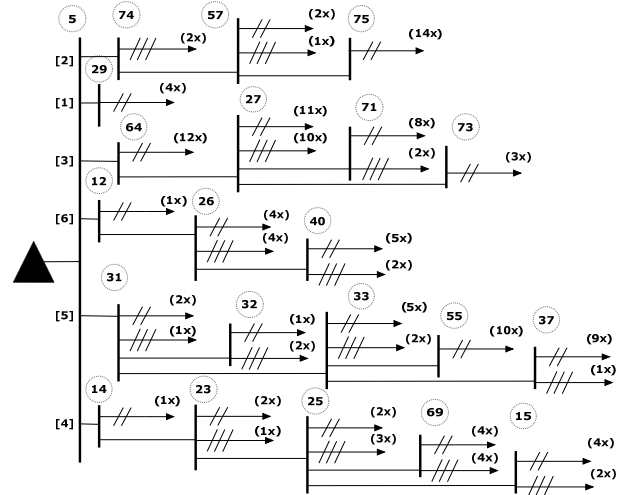 5 74 57 (2x) 75
(2x) (1x) (14x)
[2]
29
[1] (4x)
27 (11x) 71
64 (10x) (8x) 73
[3] (12x) (2x) (3x)
12
[6] (1x) 26 (4x) 40
(4x) (5x)
(2x)
31 32 33 55 37
[5] (2x) (1x) (5x) (10x) (9x)
(1x) (2x) (2x) (1x)
14 23 25 69 15
[4] (1x) (2x) (2x) (4x) (4x)
(1x) (3x) (4x) (2x)